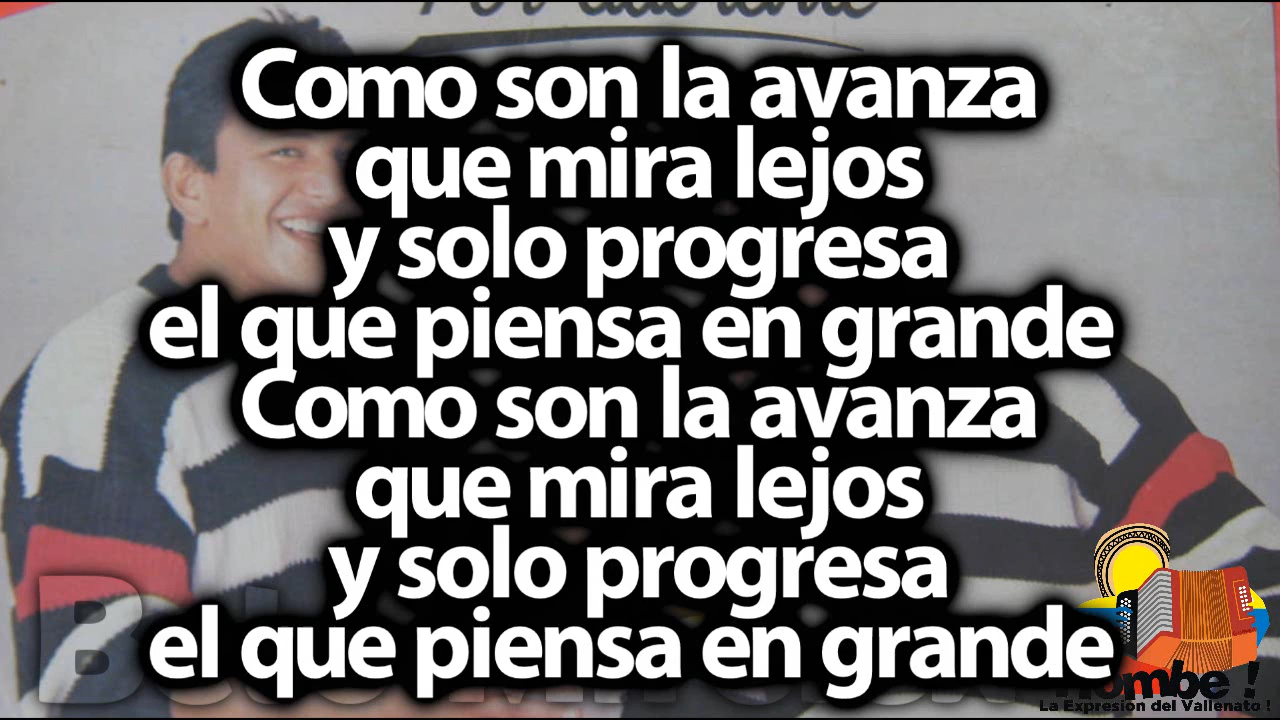 Como son la avanza
que mira lejos
y solo progresa
el que piensa en grande
Como son la avanza
que mira lejos
y solo progresa
el que piensa en grande
hombe !
La Expresión del Vallenato !